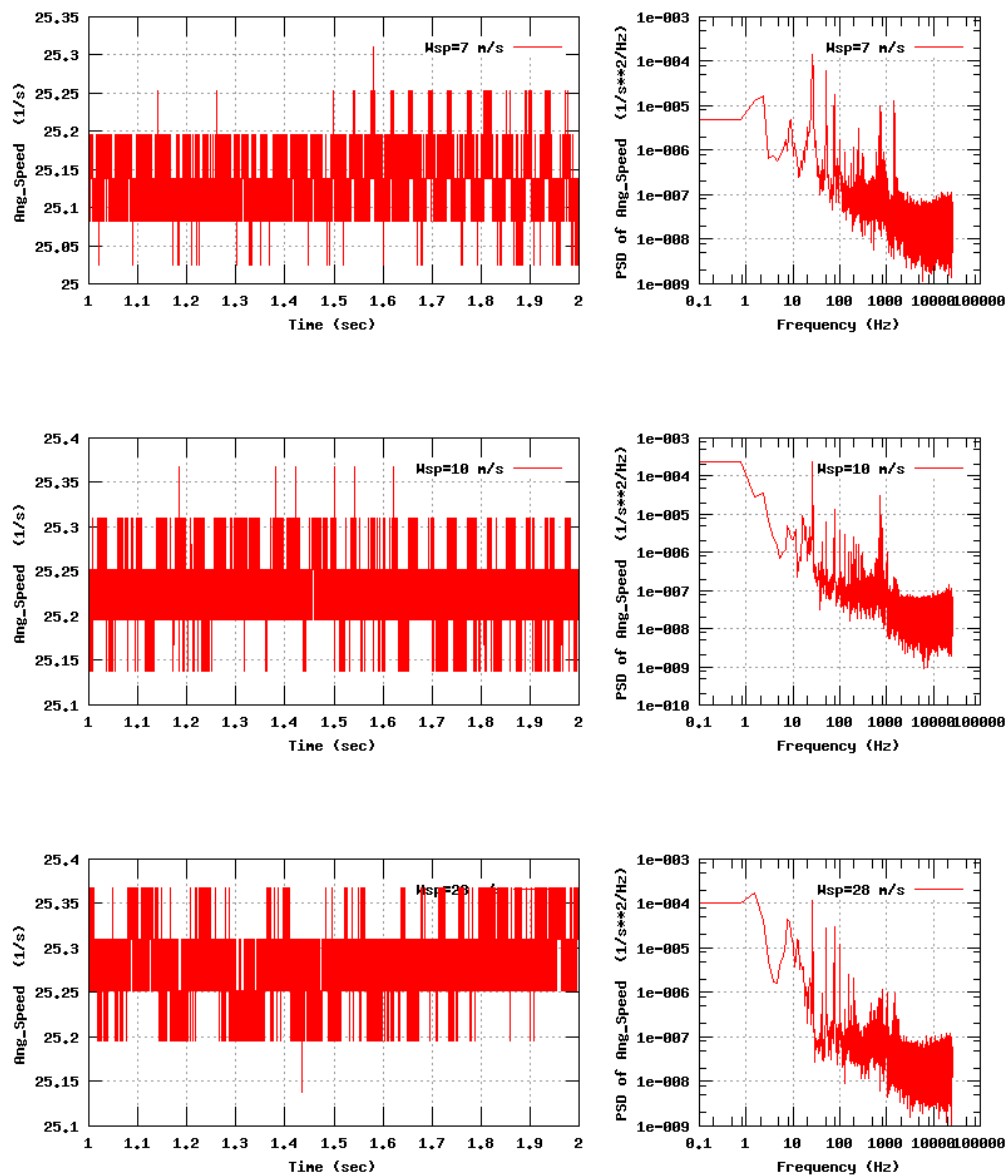 25.35
25.3
25.25
25.2
25.15
25.1
25.05
25
Ang_Speed (1/s)
Wsp=7 m/s
1 1.1 1.2 1.3 1.4 1.5 1.6 1.7 1.8 1.9 2
Time (sec)
1e-003
1e-004
1e-005
1e-006
1e-007
1e-008
1e-009
PSD of Ang_Speed (1/s**2/Hz)
Wsp=7 m/s
0.1 1 10 100 1000 10000 100000
Frequency (Hz)
25.4
25.35
25.3
25.25
25.2
25.15
25.1
Ang_Speed (1/s)
Wsp=10 m/s
1 1.1 1.2 1.3 1.4 1.5 1.6 1.7 1.8 1.9 2
Time (sec)
1e-003
1e-004
1e-005
1e-006
1e-007
1e-008
1e-009
1e-010
PSD of Ang_Speed (1/s**2/Hz)
Wsp=10 m/s
0.1 1 10 100 1000 10000 100000
Frequency (Hz)
25.4
25.35
25.3
25.25
25.2
25.15
25.1
Ang_Speed (1/s)
Wsp=28 m/s
1 1.1 1.2 1.3 1.4 1.5 1.6 1.7 1.8 1.9 2
Time (sec)
1e-003
1e-004
1e-005
1e-006
1e-007
1e-008
1e-009
PSD of Ang_Speed (1/s**2/Hz)
Wsp=28 m/s
0.1 1 10 100 1000 10000 100000
Frequency (Hz)